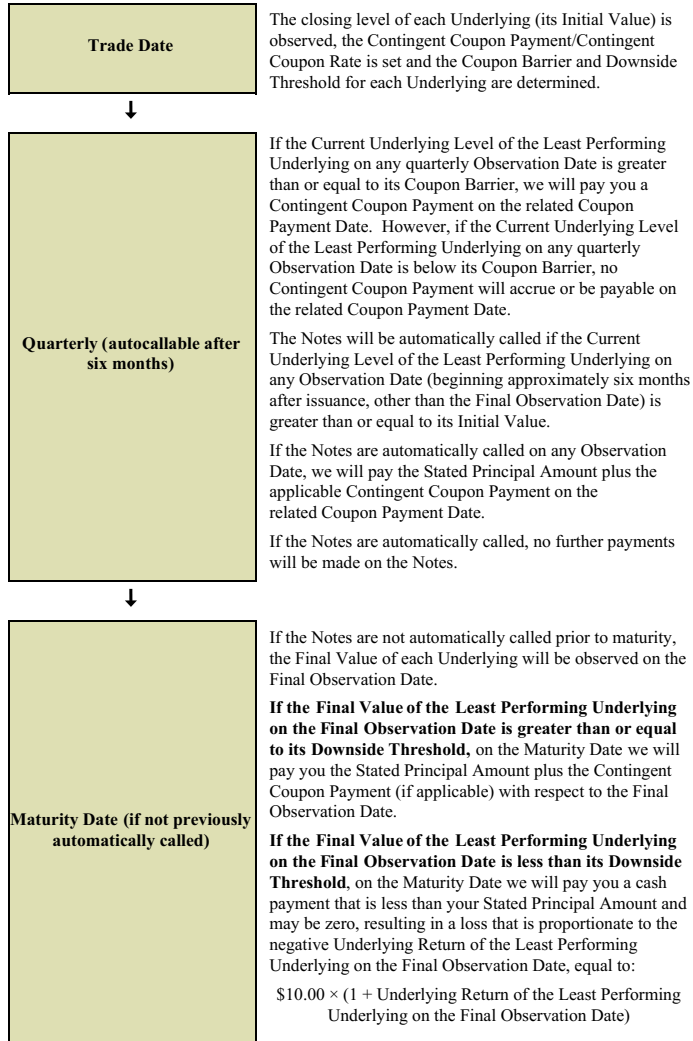 Trade Date
The closing level of each Underlying (its Initial Value) is
observed, the Contingent Coupon Payment/Contingent
Coupon Rate is set and the Coupon Barrier and Downside
Threshold for each Underlying are determined.
Quarterly (autocallable after
six months)
If the Current Underlying Level of the Least Performing
Underlying on any quarterly Observation Date is greater
than or equal to its Coupon Barrier, we will pay you a
Contingent Coupon Payment on the related Coupon
Payment Date. However, if the Current Underlying Level
of the Least Performing Underlying on any quarterly
Observation Date is below its Coupon Barrier, no
Contingent Coupon Payment will accrue or be payable on
the related Coupon Payment Date.
The Notes will be automatically called if the Current
Underlying Level of the Least Performing Underlying on
any Observation Date (beginning approximately six months
after issuance, other than the Final Observation Date) is
greater than or equal to its Initial Value.
If the Notes are automatically called on any Observation
Date, we will pay the Stated Principal Amount plus the
applicable Contingent Coupon Payment on the
related Coupon Payment Date.
If the Notes are automatically called, no further payments
will be made on the Notes.
Maturity Date (if not previously
automatically called)
If the Notes are not automatically called prior to maturity,
the Final Value of each Underlying will be observed on the
Final Observation Date.
If the Final Value of the Least Performing Underlying
on the Final Observation Date is greater than or equal
to its Downside Threshold, on the Maturity Date we will
pay you the Stated Principal Amount plus the Contingent
Coupon Payment (if applicable) with respect to the Final
Observation Date.
If the Final Value of the Least Performing Underlying
on the Final Observation Date is less than its Downside
Threshold, on the Maturity Date we will pay you a cash
payment that is less than your Stated Principal Amount and
may be zero, resulting in a loss that is proportionate to the
negative Underlying Return of the Least Performing
Underlying on the Final Observation Date, equal to:
$10.00 × (1 + Underlying Return of the Least Performing
Underlying on the Final Observation Date)